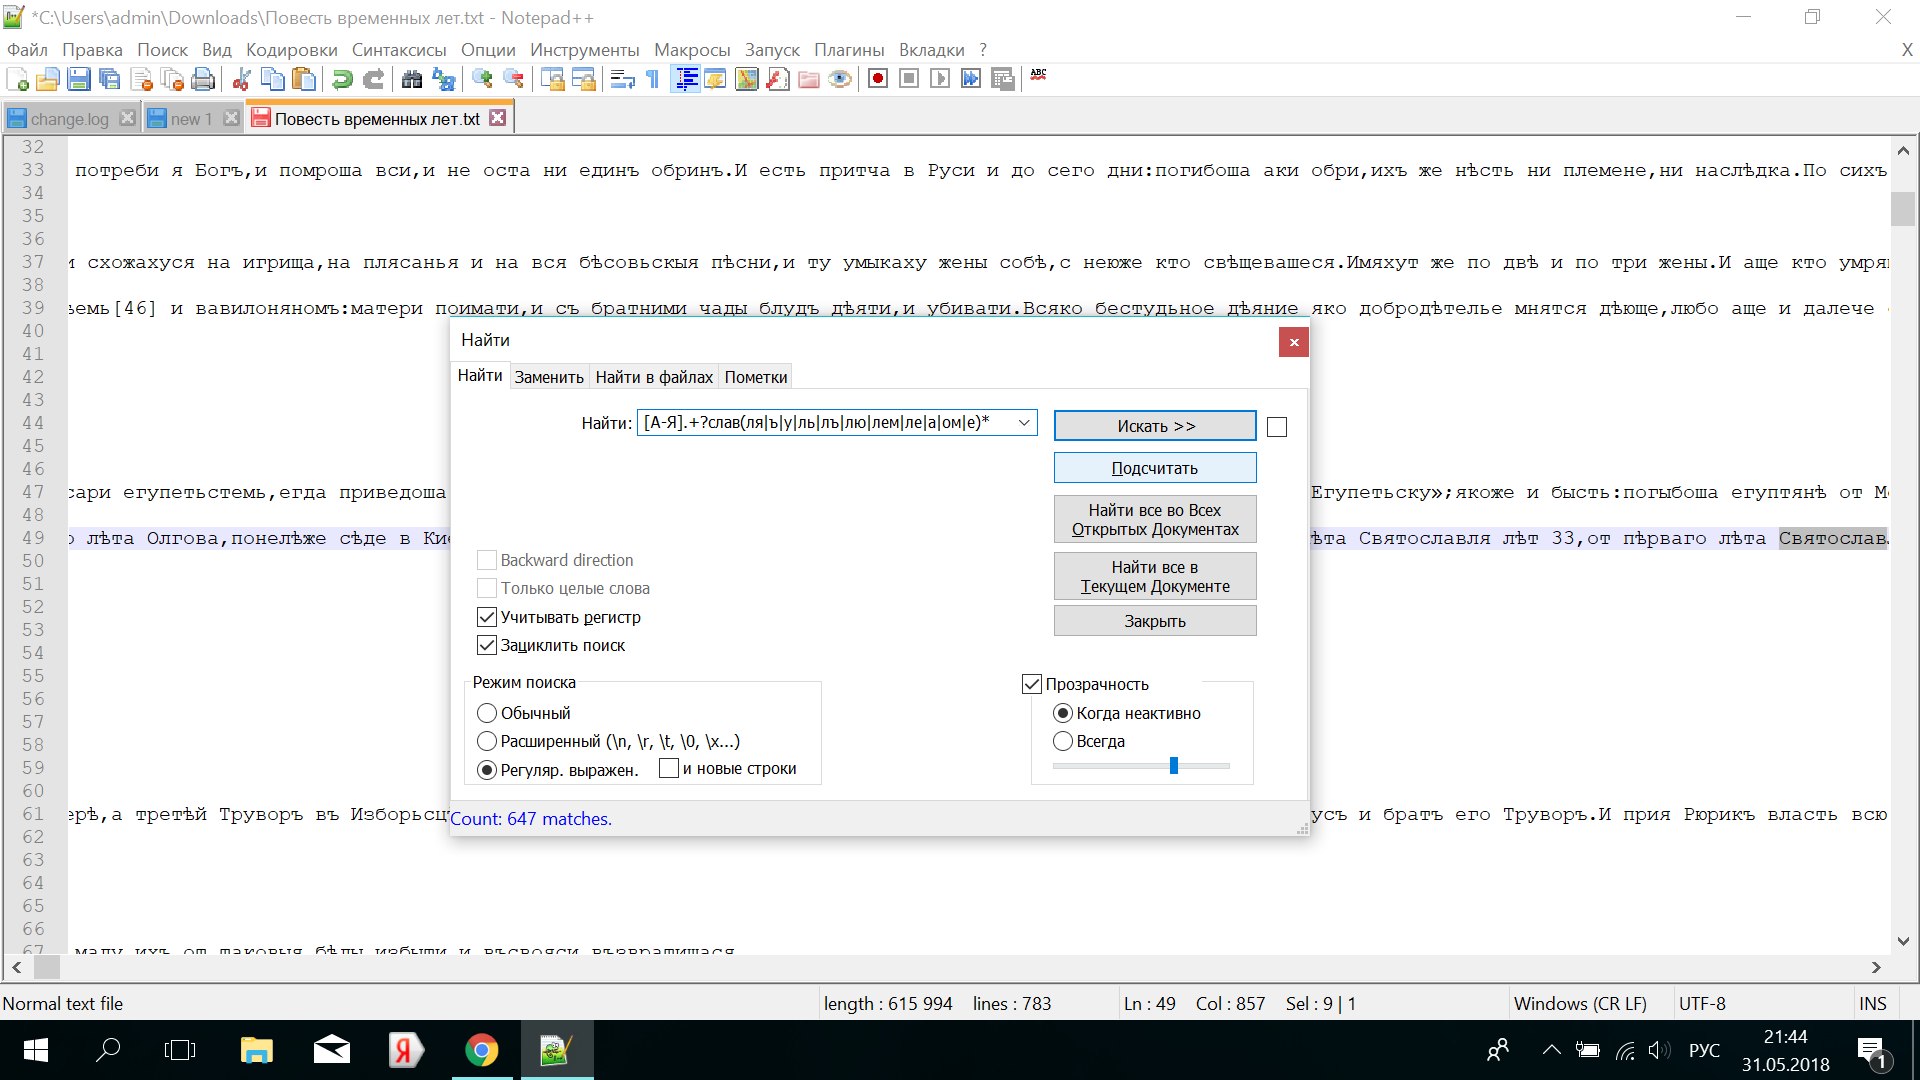 *C:\Users\admin\Downloads\Повесть временных лет.txt - Notepad++
Файл Правка Поиск Вид Кодировки Синтаксисы Опции Инструменты Макросы Запуск Плагины Вкладки ? X
ABC
change.log new 1 Повесть временных лет.txt
32
33 потреби я Богъ,и помроша вси,и не оста ни единъ обринъ.И есть притча в Руси и до сего дни:погибоша аки обри,ихъ же нѣсть ни племене,ни наслѣдка.По сихъ
34
35
36
37 и схожахуся на игрища,на плясанья и на вся бѣсовьскыя пѣсни,и ту умыкаху жены собѣ,с неюже кто свѣщевашеся.Имяхут же по двѣ и по три жены.И аще кто умря
38
39 ьемь[46] и вавилоняномъ:матери поимати,и съ братними чады блудъ дѣяти,и убивати.Всяко бестудьное дѣяние яко добродѣтелье мнятся дѣюще,любо аще и далече
40
41
42
43
44
45
46
47 сари егупетьстемь,егда приведоша Егупетьску»;якоже и бысть:погыбоша егуптянѣ от М
48
49 о лѣта Олгова,понелѣже сѣде в Ки ѣта Святославля лѣт 33,от пѣрваго лѣта Святослав
50
51
52
53
54
55
56
57
58
59
60
61 ерѣ,а третѣй Труворъ въ Изборьсц усъ и братъ его Труворъ.И прия Рюрикъ власть всю
62
63
64
65
66
67 малу ихъ от таковыя бѣды избыти и въсвояси възвратишася
Найти
Найти Заменить Найти в файлах Пометки
Найти: [А-Я].+?слав(ля|ъ|у|ль|лъ|лю|лем|ле|а|ом|е)*
Искать >>
Подсчитать
Найти все во Всех
Открытых Документах
Найти все в
Текущем Документе
Закрыть
Backward direction
Только целые слова
Учитывать регистр
Зациклить поиск
Режим поиска
Обычный
Расширенный (\n, \r, \t, \0, \x...)
Регуляр. выражен. и новые строки
Прозрачность
Когда неактивно
Всегда
Count: 647 matches.
Normal text file length : 615 994 lines : 783 Ln : 49 Col : 857 Sel : 9 | 1 Windows (CR LF) UTF-8 INS
Я РУС 21:44
31.05.2018 1